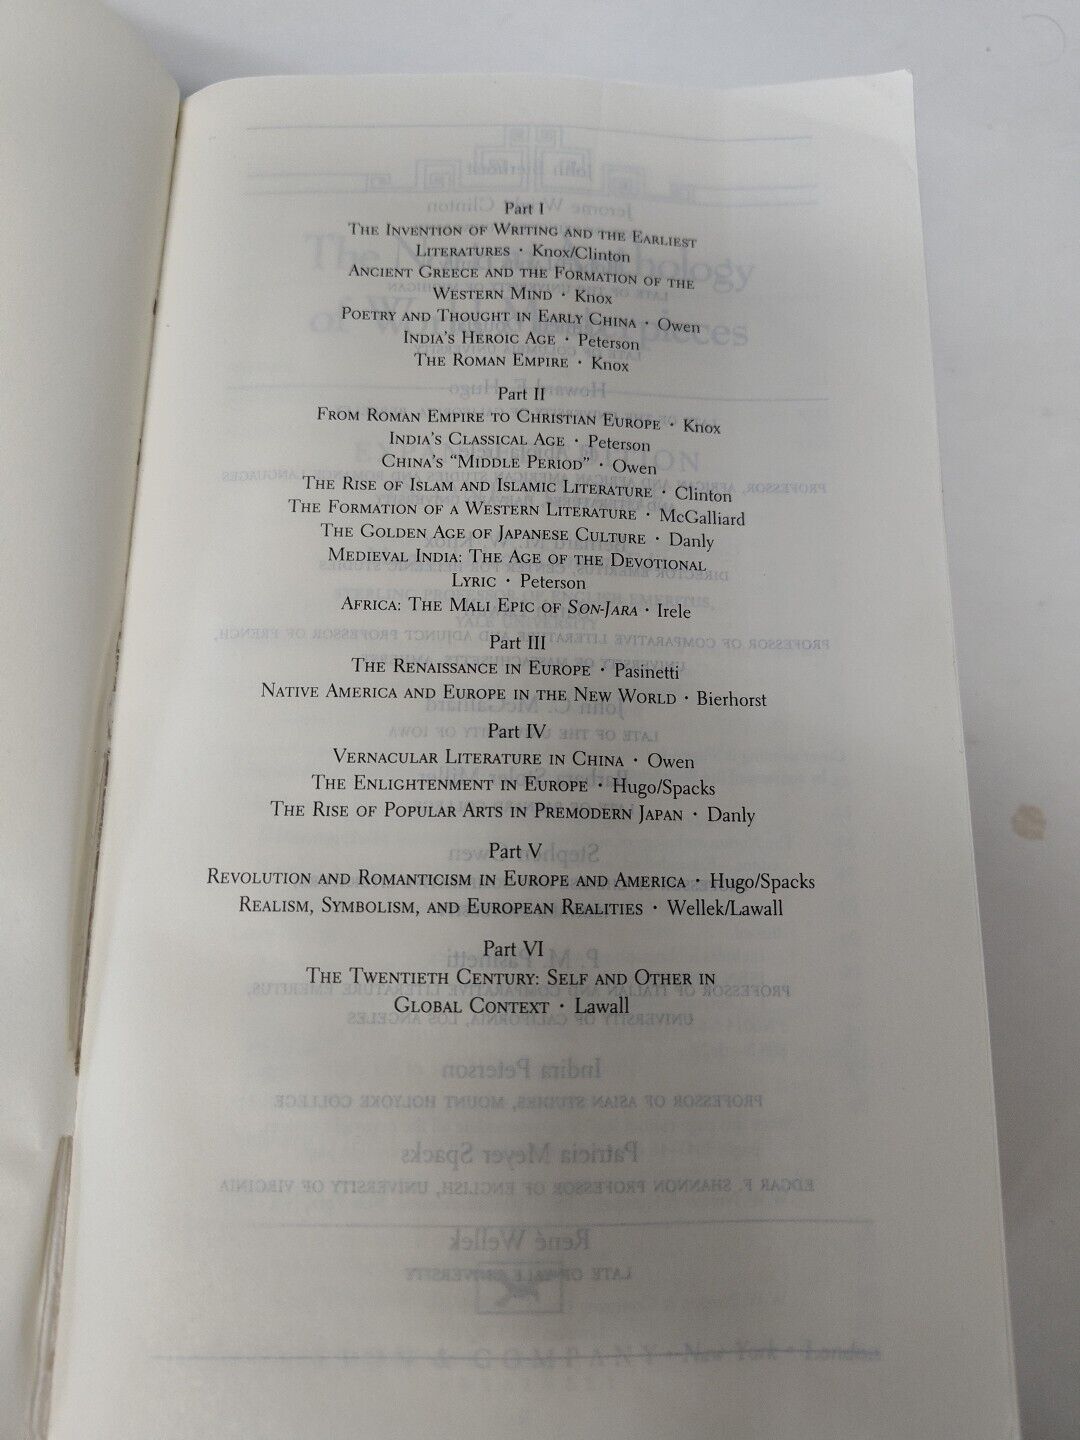 Part I
The Invention of Writing and the Earliest
Literatures · Knox/Clinton
Ancient Greece and the Formation of the
Western Mind · Knox
Poetry and Thought in Early China · Owen
India's Heroic Age · Peterson
The Roman Empire · Knox
Part II
From Roman Empire to Christian Europe · Knox
India's Classical Age · Peterson
China's "Middle Period" · Owen
The Rise of Islam and Islamic Literature · Clinton
The Formation of a Western Literature · McGalliard
The Golden Age of Japanese Culture · Danly
Medieval India: The Age of the Devotional
Lyric · Peterson
Africa: The Mali Epic of Son-Jara · Irele
Part III
The Renaissance in Europe · Pasinetti
Native America and Europe in the New World · Bierhorst
Part IV
Vernacular Literature in China · Owen
The Enlightenment in Europe · Hugo/Spacks
The Rise of Popular Arts in Premodern Japan · Danly
Part V
Revolution and Romanticism in Europe and America · Hugo/Spacks
Realism, Symbolism, and European Realities · Wellek/Lawall
Part VI
The Twentieth Century: Self and Other in
Global Context · Lawall